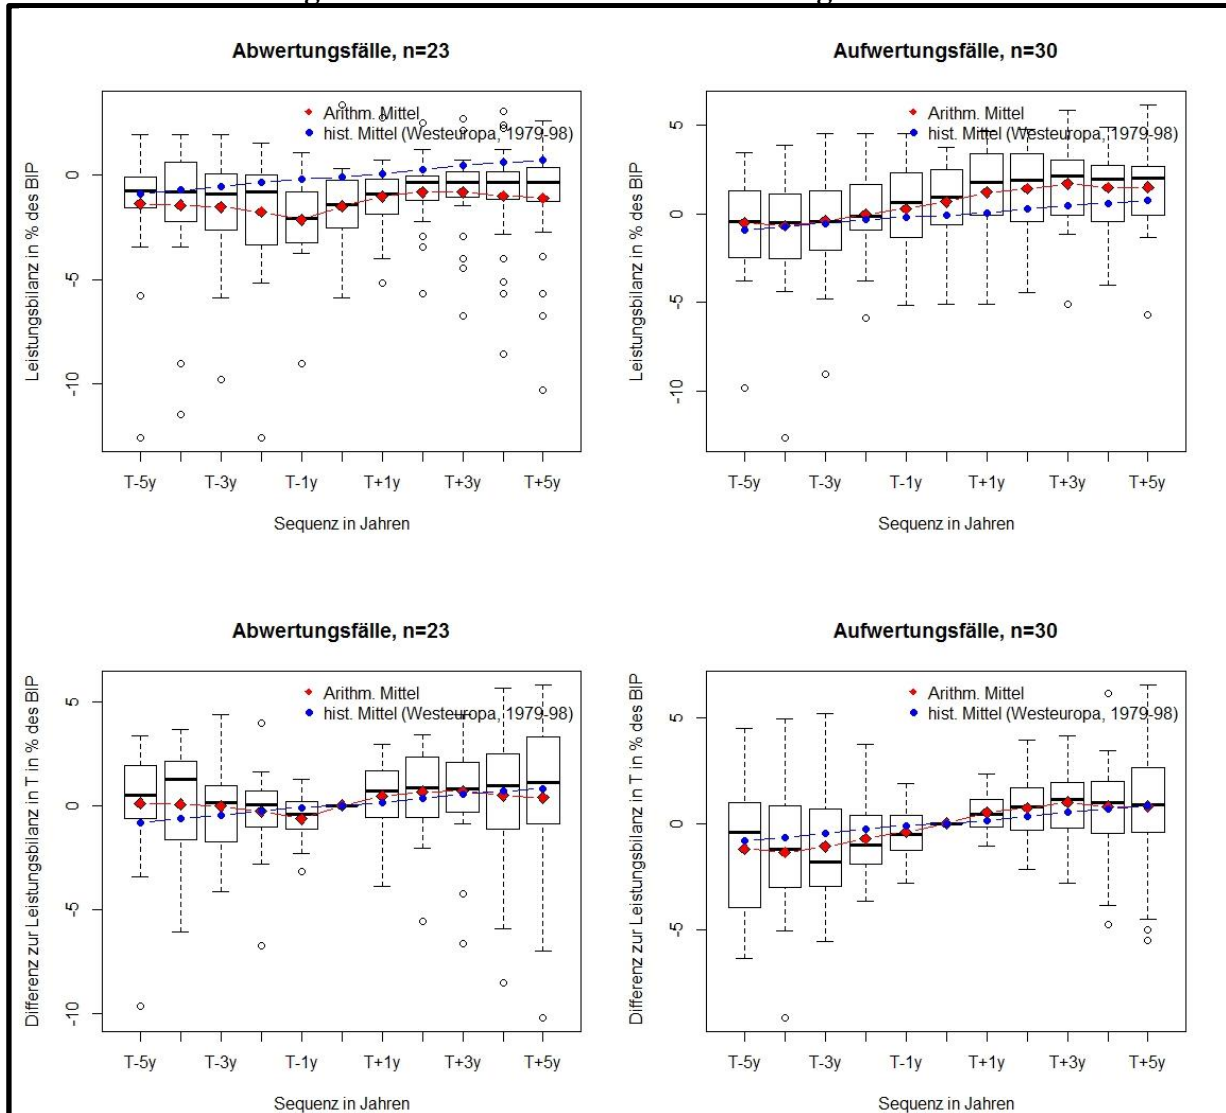 Abwertungsfälle, n=23
Arithm. Mittel
hist. Mittel (Westeuropa, 1979-98)
Leistungsbilanz in % des BIP
0
-5
-10
T-5y T-3y T-1y T+1y T+3y T+5y
Sequenz in Jahren
Aufwertungsfälle, n=30
Arithm. Mittel
hist. Mittel (Westeuropa, 1979-98)
Leistungsbilanz in % des BIP
5
0
-5
-10
T-5y T-3y T-1y T+1y T+3y T+5y
Sequenz in Jahren
Abwertungsfälle, n=23
Arithm. Mittel
hist. Mittel (Westeuropa, 1979-98)
Differenz zur Leistungsbilanz in T in % des BIP
5
0
-5
-10
T-5y T-3y T-1y T+1y T+3y T+5y
Sequenz in Jahren
Aufwertungsfälle, n=30
Arithm. Mittel
hist. Mittel (Westeuropa, 1979-98)
Differenz zur Leistungsbilanz in T in % des BIP
5
0
-5
T-5y T-3y T-1y T+1y T+3y T+5y
Sequenz in Jahren